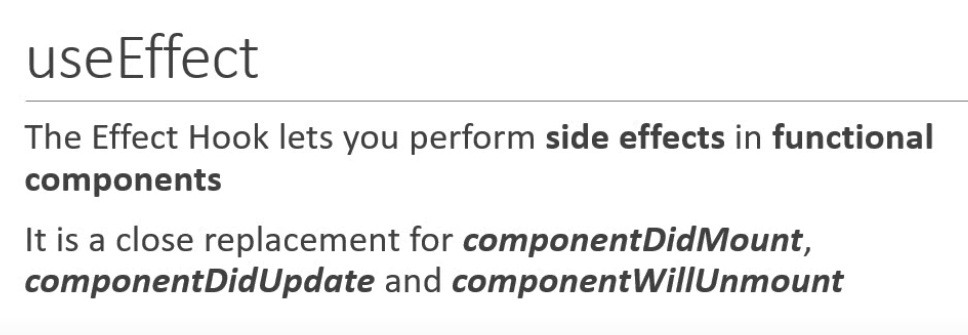 useEffect
The Effect Hook lets you perform side effects in functional
components
It is a close replacement for componentDidMount,
componentDidUpdate and componentWillUnmount